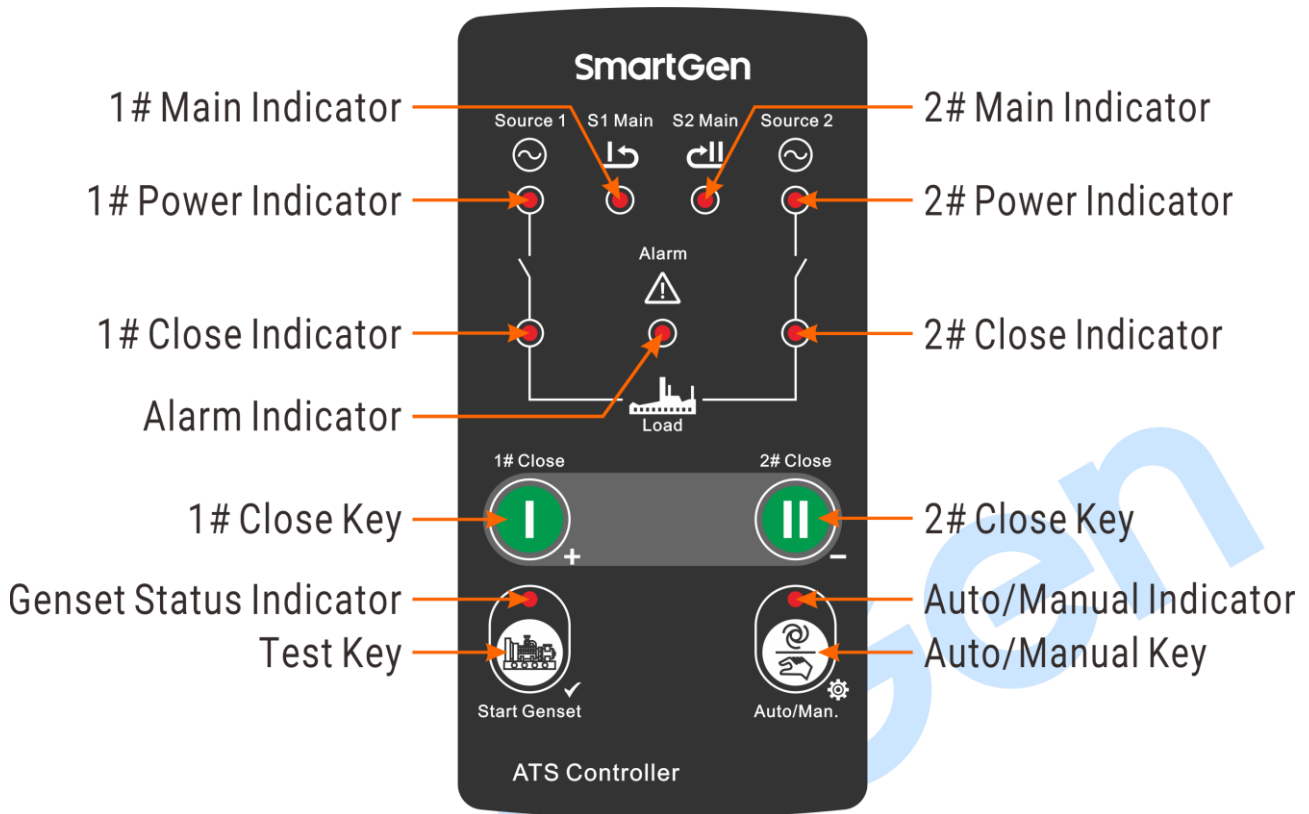 SmartGen
1# Main Indicator
2# Main Indicator
Source 1 S1 Main S2 Main Source 2
1# Power Indicator
2# Power Indicator
Alarm
1# Close Indicator
2# Close Indicator
Alarm Indicator
Load
1# Close
2# Close
I
II
1# Close Key
2# Close Key
+
−
Genset Status Indicator
Auto/Manual Indicator
Test Key
Auto/Manual Key
Start Genset
Auto/Man.
ATS Controller
Gen